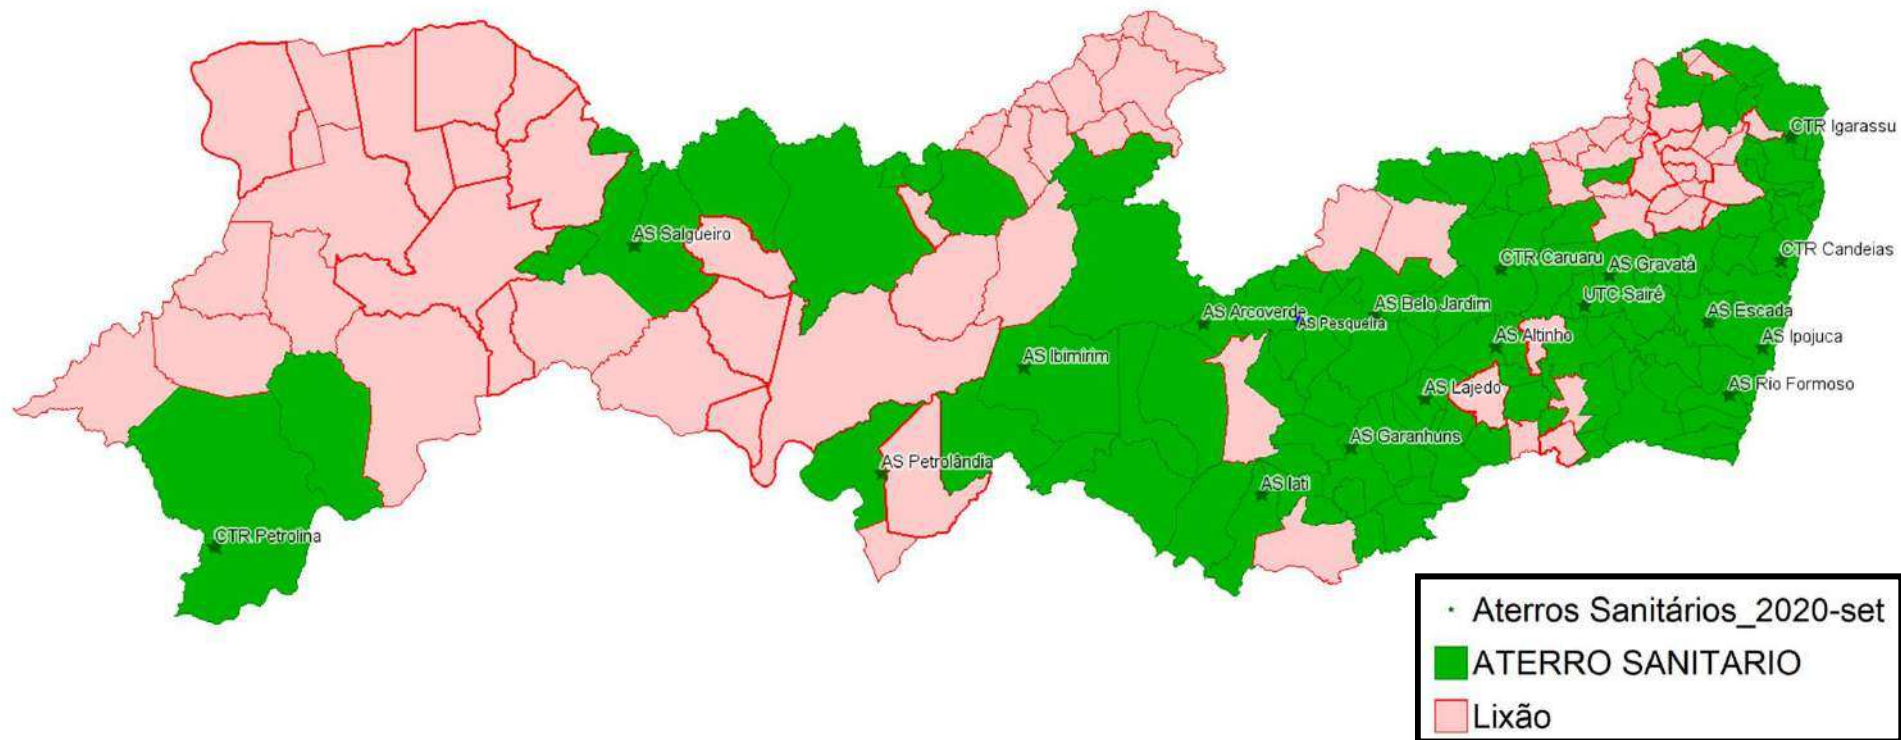 CTR Igarassu
AS Salgueiro
CTR Candeias
CTR Caruaru
AS Gravatá
UTC Sairé
AS Belo Jardim
AS Arcoverde
AS Pesqueira
AS Escada
AS Altinho
AS Ipojuca
AS Ibimirim
AS Lajedo
AS Rio Formoso
AS Garanhuns
AS Petrolândia
AS Iati
CTR Petrolina
Aterros Sanitários_2020-set
ATERRO SANITARIO
Lixão